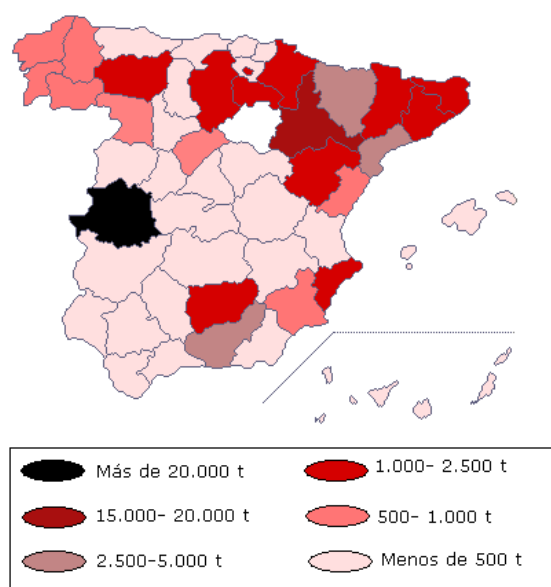 Más de 20.000 t
1.000- 2.500 t
15.000- 20.000 t
500- 1.000 t
2.500-5.000 t
Menos de 500 t